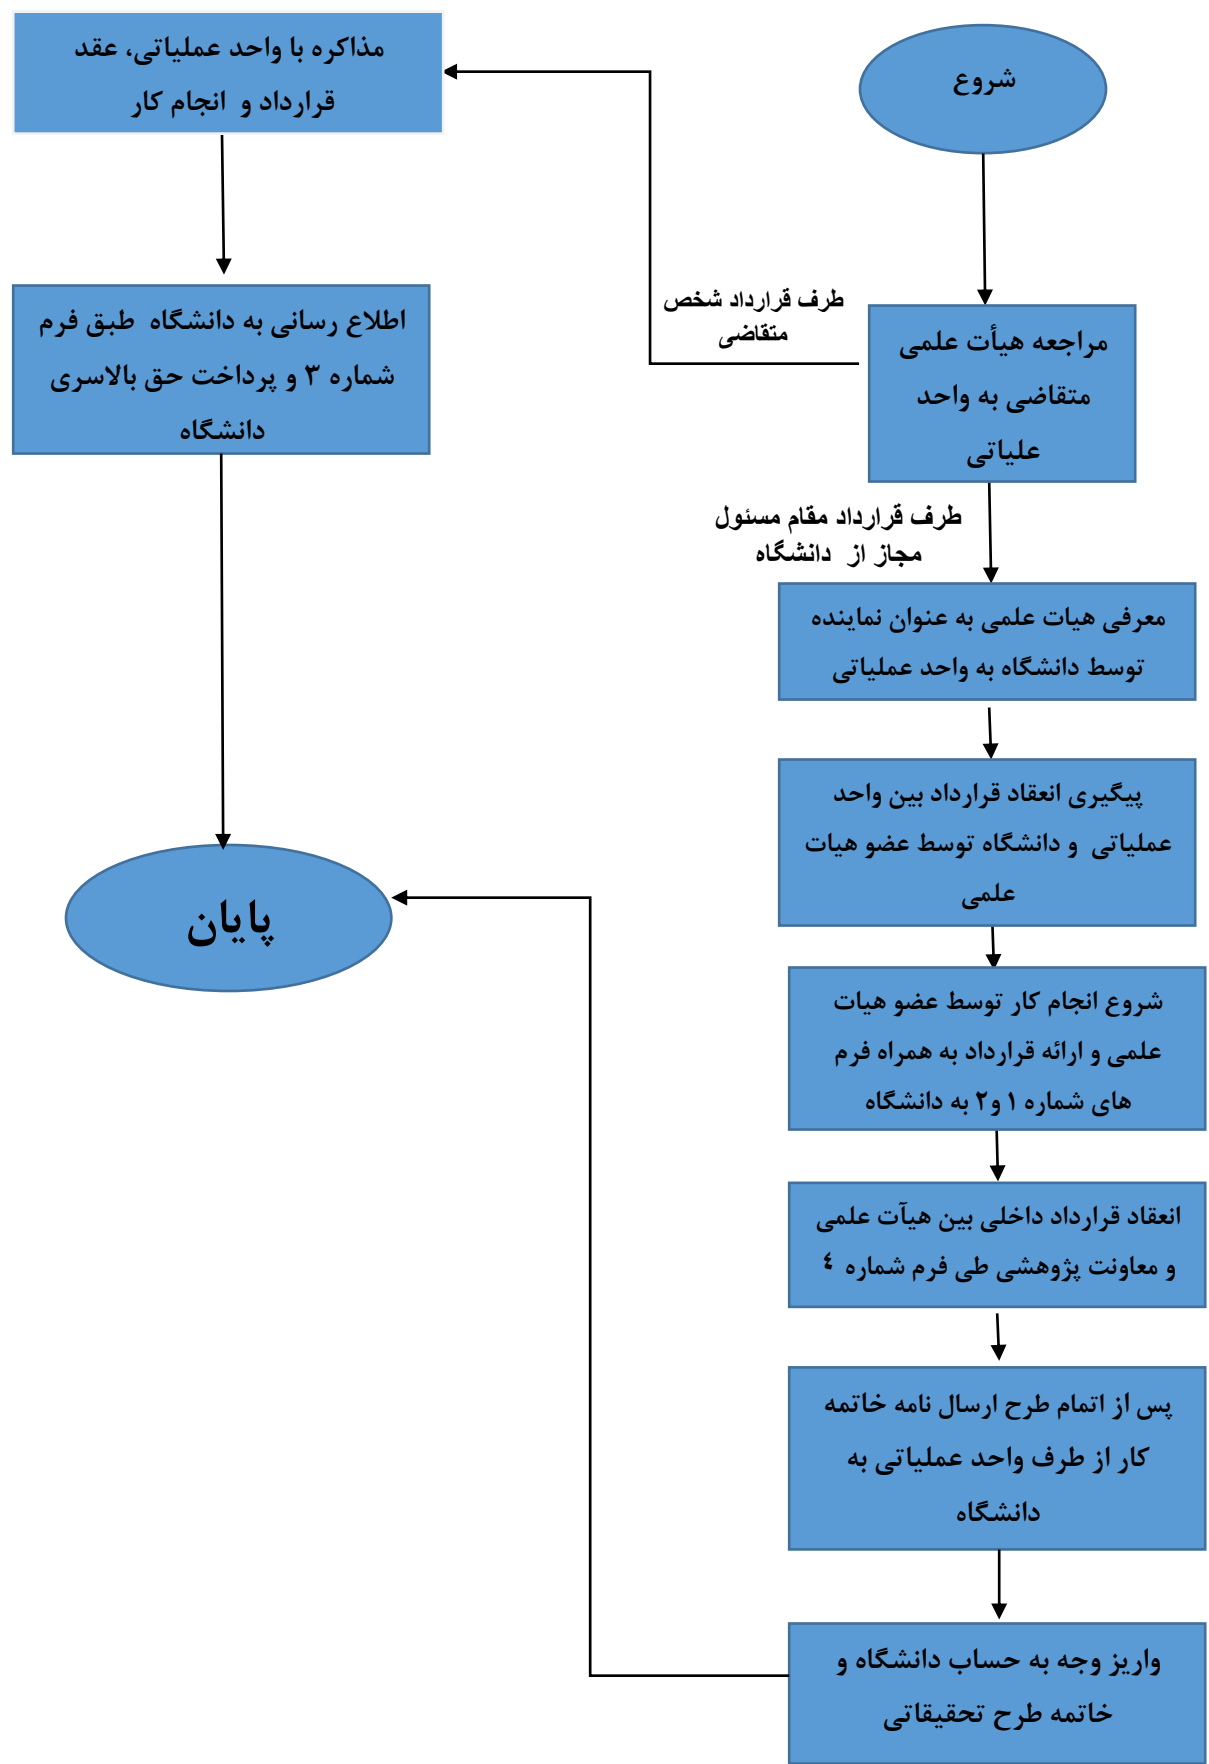 شروع
مراجعه هیأت علمی
متقاضی به واحد
علیاتی
طرف قرارداد شخص
متقاضی
مذاکره با واحد عملیاتی، عقد
قرارداد و انجام کار
اطلاع رسانی به دانشگاه طبق فرم
شماره ۳ و پرداخت حق بالاسری
دانشگاه
طرف قرارداد مقام مسئول
مجاز از دانشگاه
معرفی هیات علمی به عنوان نماینده
توسط دانشگاه به واحد عملیاتی
پیگیری انعقاد قرارداد بین واحد
عملیاتی و دانشگاه توسط عضو هیات
علمی
شروع انجام کار توسط عضو هیات
علمی و ارائه قرارداد به همراه فرم
های شماره ۱ و۲ به دانشگاه
انعقاد قرارداد داخلی بین هیآت علمی
و معاونت پژوهشی طی فرم شماره ٤
پس از اتمام طرح ارسال نامه خاتمه
کار از طرف واحد عملیاتی به
دانشگاه
واریز وجه به حساب دانشگاه و
خاتمه طرح تحقیقاتی
پایان